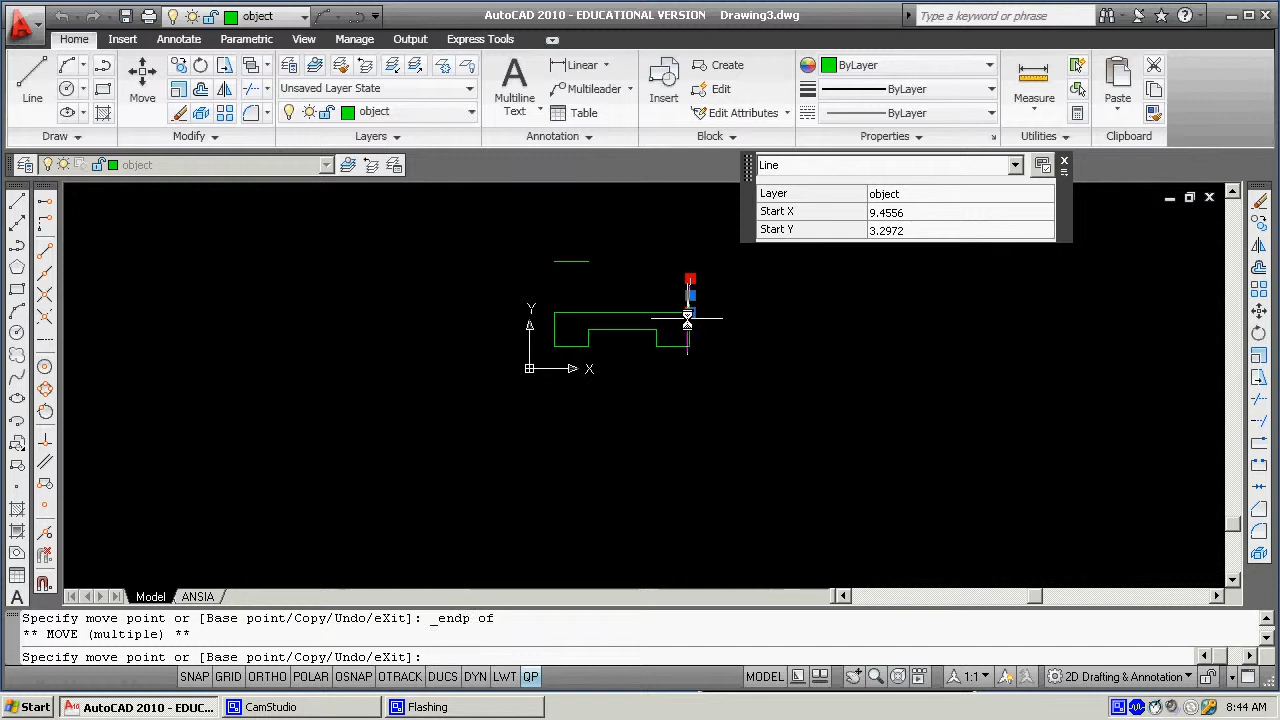 object
AutoCAD 2010 - EDUCATIONAL VERSION Drawing3.dwg
Type a keyword or phrase
Home Insert Annotate Parametric View Manage Output Express Tools
Line
Move
Unsaved Layer State
object
Multiline
Text
Linear
Multileader
Table
Insert
Create
Edit
Edit Attributes
ByLayer
ByLayer
ByLayer
Measure
Paste
Draw Modify Layers Annotation Block Properties Utilities Clipboard
object
Line
Layer object
Start X 9.4556
Start Y 3.2972
Y
X
A
Model ANSIA
Specify move point or [Base point/Copy/Undo/eXit]: _endp of
** MOVE (multiple) **
Specify move point or [Base point/Copy/Undo/eXit]:
SNAP GRID ORTHO POLAR OSNAP OTRACK DUCS DYN LWT QP MODEL 1:1 2D Drafting & Annotation
Start AutoCAD 2010 - EDUC... CamStudio Flashing 8:44 AM